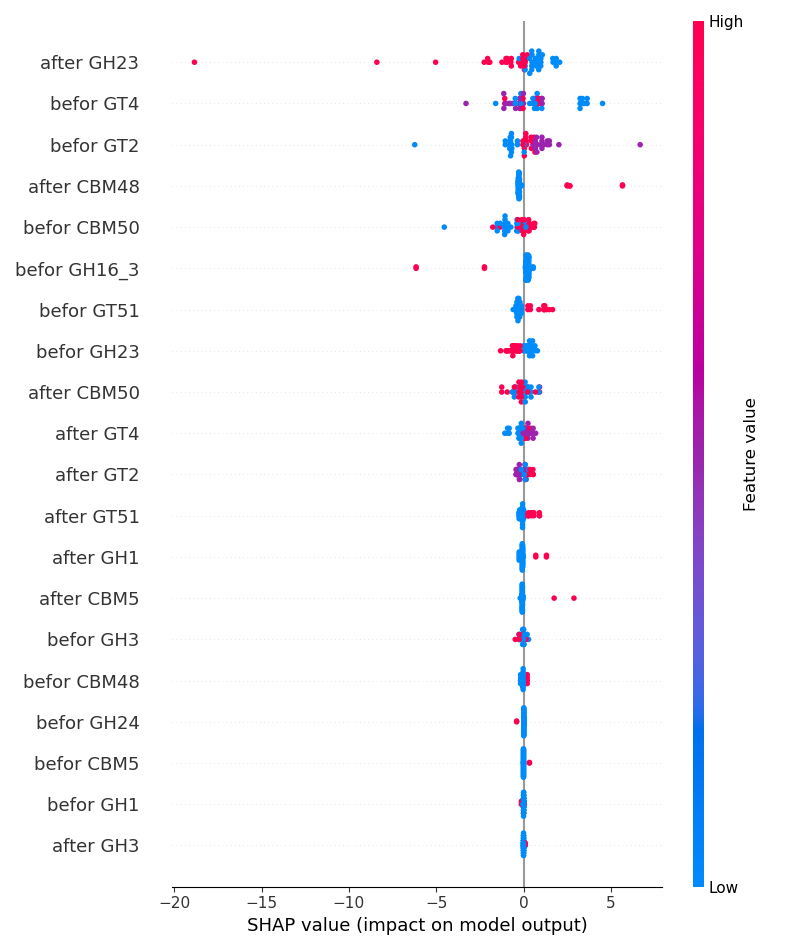 High
after GH23
befor GT4
befor GT2
after CBM48
befor CBM50
befor GH16_3
befor GT51
befor GH23
after CBM50
after GT4
after GT2
after GT51
after GH1
after CBM5
befor GH3
befor CBM48
befor GH24
befor CBM5
befor GH1
after GH3
Feature value
Low
−20 −15 −10 −5 0 5
SHAP value (impact on model output)